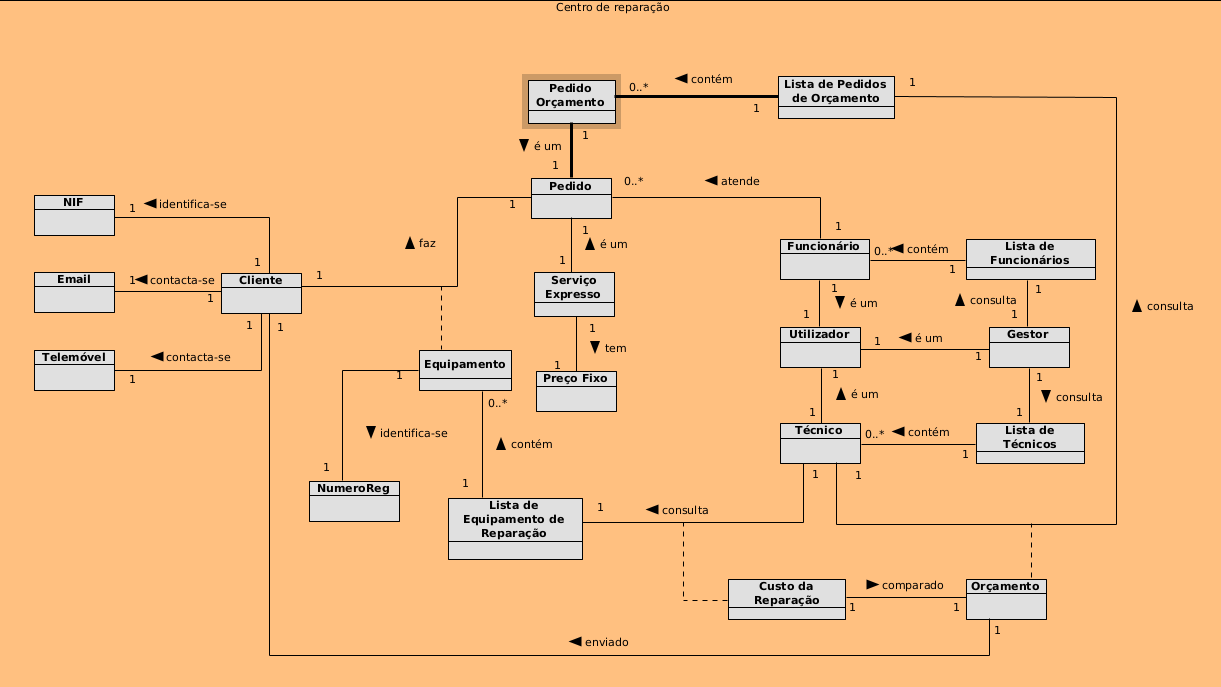 Centro de reparação
Pedido
Orçamento
0..*
◄ contém
1
Lista de Pedidos
de Orçamento
1
1
▼ é um
1
Pedido
0..*
◄ atende
1
1
NIF
1
◄ identifica-se
1
▲ faz
1
▲ é um
1
Funcionário
0..*
◄ contém
1
Lista de
Funcionários
Email
1
◄ contacta-se
1
Cliente
1
Serviço
Expresso
1
▼ é um
1
1
▲ consulta
1
▲ consulta
1
1
1
▼ tem
1
Utilizador
1
◄ é um
1
Gestor
Telemóvel
1
◄ contacta-se
Equipamento
1
0..*
Preço Fixo
1
▲ é um
1
1
▼ consulta
1
▼ identifica-se
1
▲ contém
1
Técnico
0..*
◄ contém
1
Lista de
Técnicos
1
1
NumeroReg
Lista de
Equipamento de
Reparação
1
◄ consulta
Custo da
Reparação
1
► comparado
1
Orçamento
1
◄ enviado